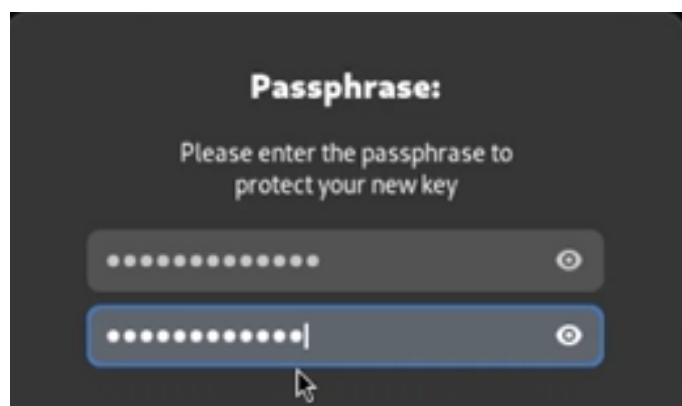 Passphrase:
Please enter the passphrase to
protect your new key
●●●●●●●●●●●●●
●●●●●●●●●●●●